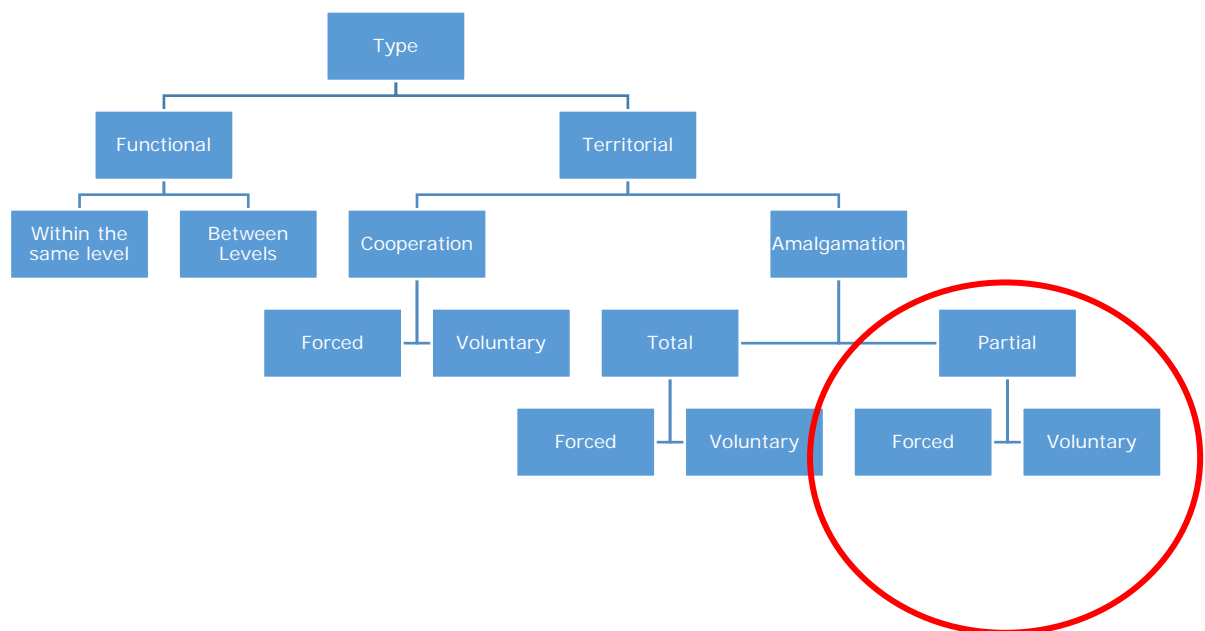 Type
Functional
Territorial
Within the
same level
Between
Levels
Cooperation
Amalgamation
Forced
Voluntary
Total
Partial
Forced
Voluntary
Forced
Voluntary